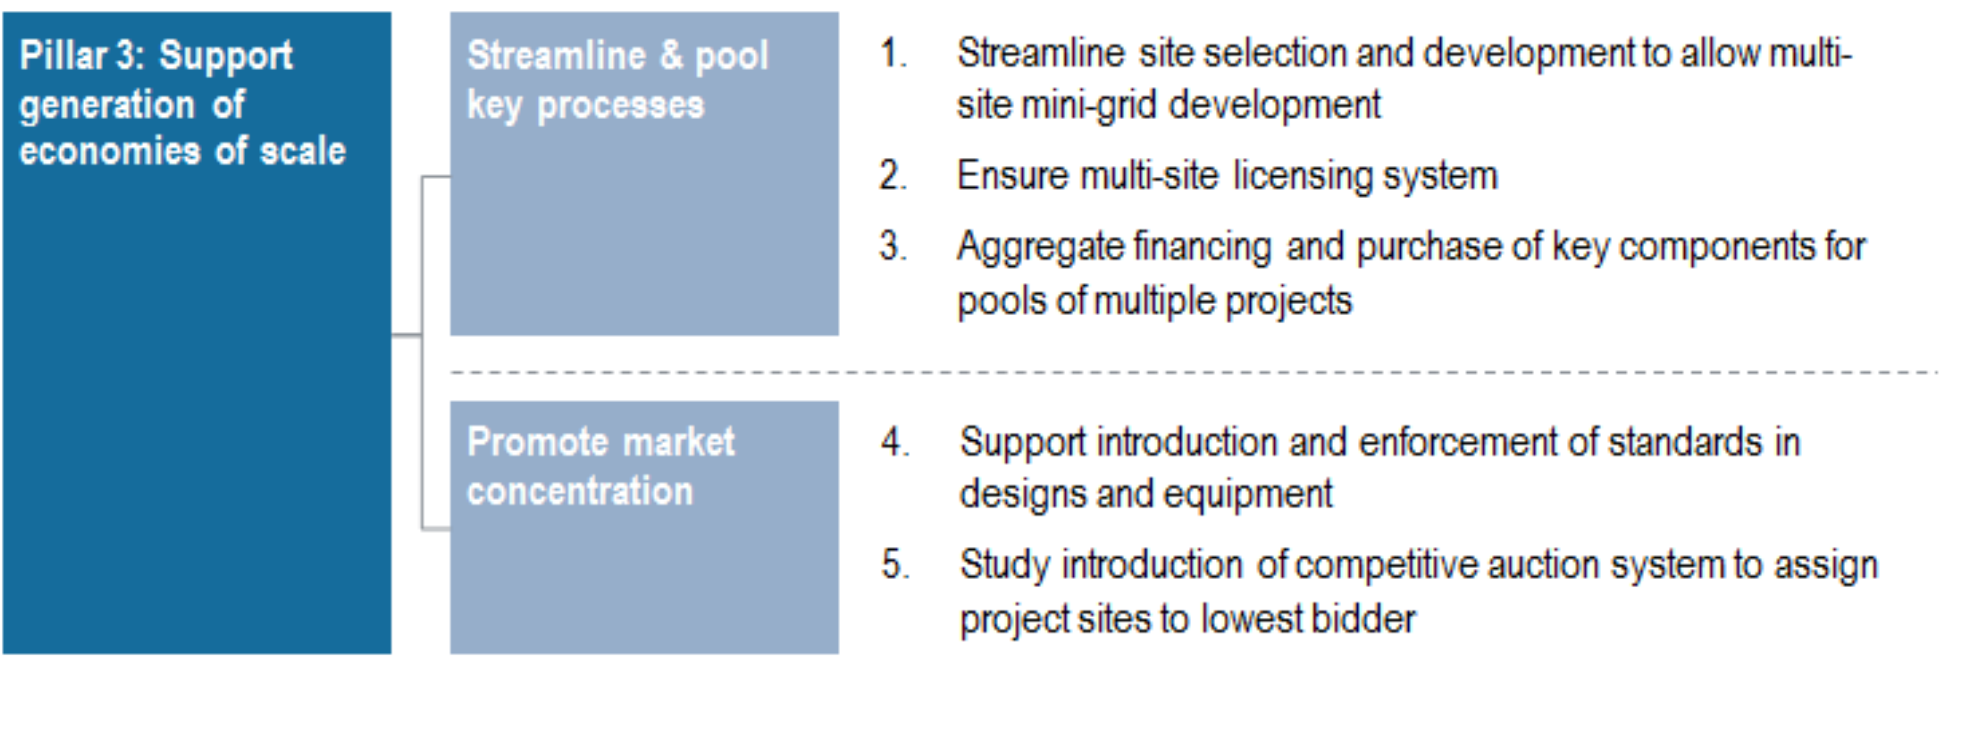 Pillar 3: Support
generation of
economies of scale
Streamline & pool
key processes
1. Streamline site selection and development to allow multi-
site mini-grid development
2. Ensure multi-site licensing system
3. Aggregate financing and purchase of key components for
pools of multiple projects
Promote market
concentration
4. Support introduction and enforcement of standards in
designs and equipment
5. Study introduction of competitive auction system to assign
project sites to lowest bidder